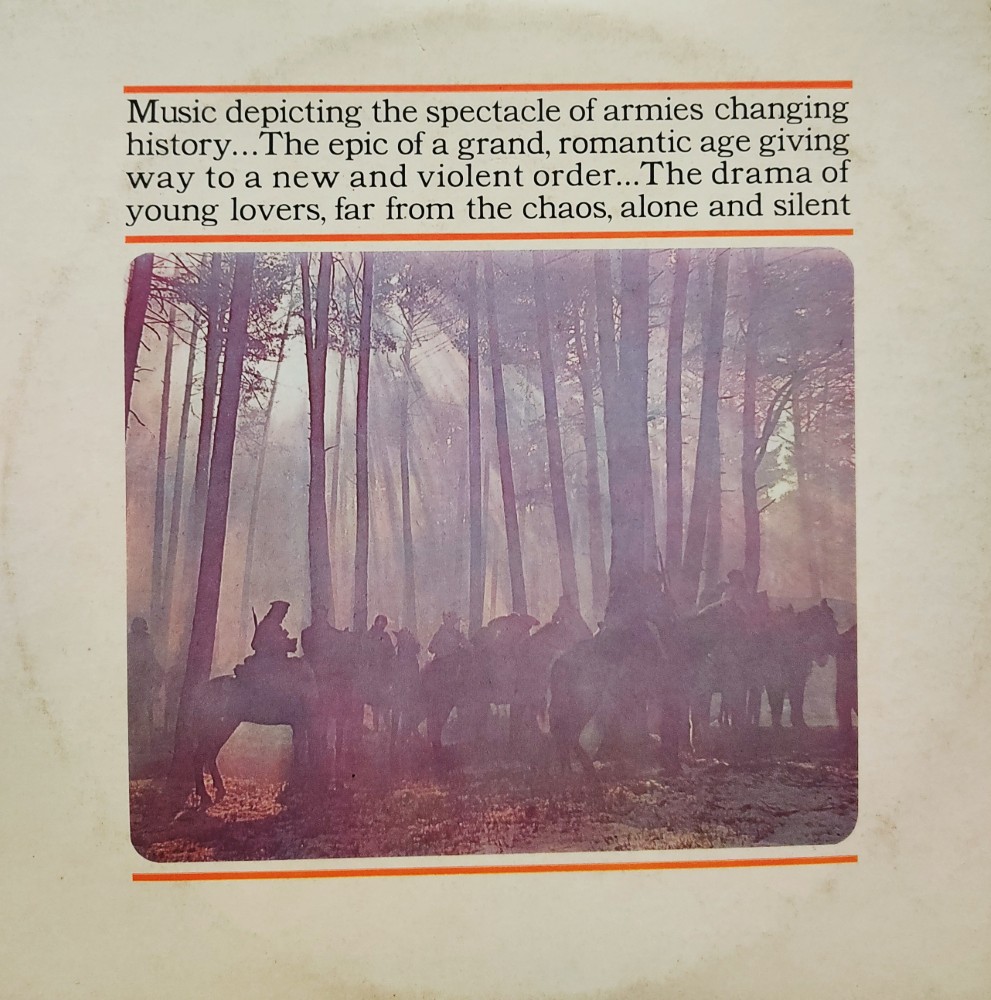 Music depicting the spectacle of armies changing
history...The epic of a grand, romantic age giving
way to a new and violent order...The drama of
young lovers, far from the chaos, alone and silent